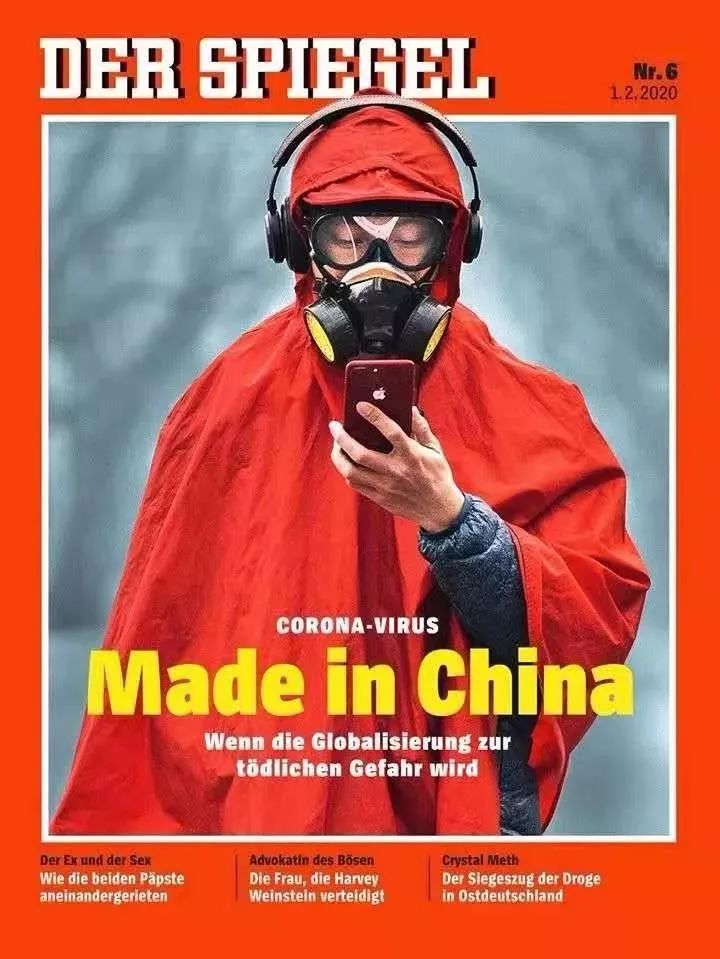 DER SPIEGEL
Nr. 6
1.2.2020
CORONA-VIRUS
Made in China
Wenn die Globalisierung zur
tödlichen Gefahr wird
Der Ex und der Sex
Wie die beiden Päpste
aneinandergerieten
Advokatin des Bösen
Die Frau, die Harvey
Weinstein verteidigt
Crystal Meth
Der Siegeszug der Droge
in Ostdeutschland